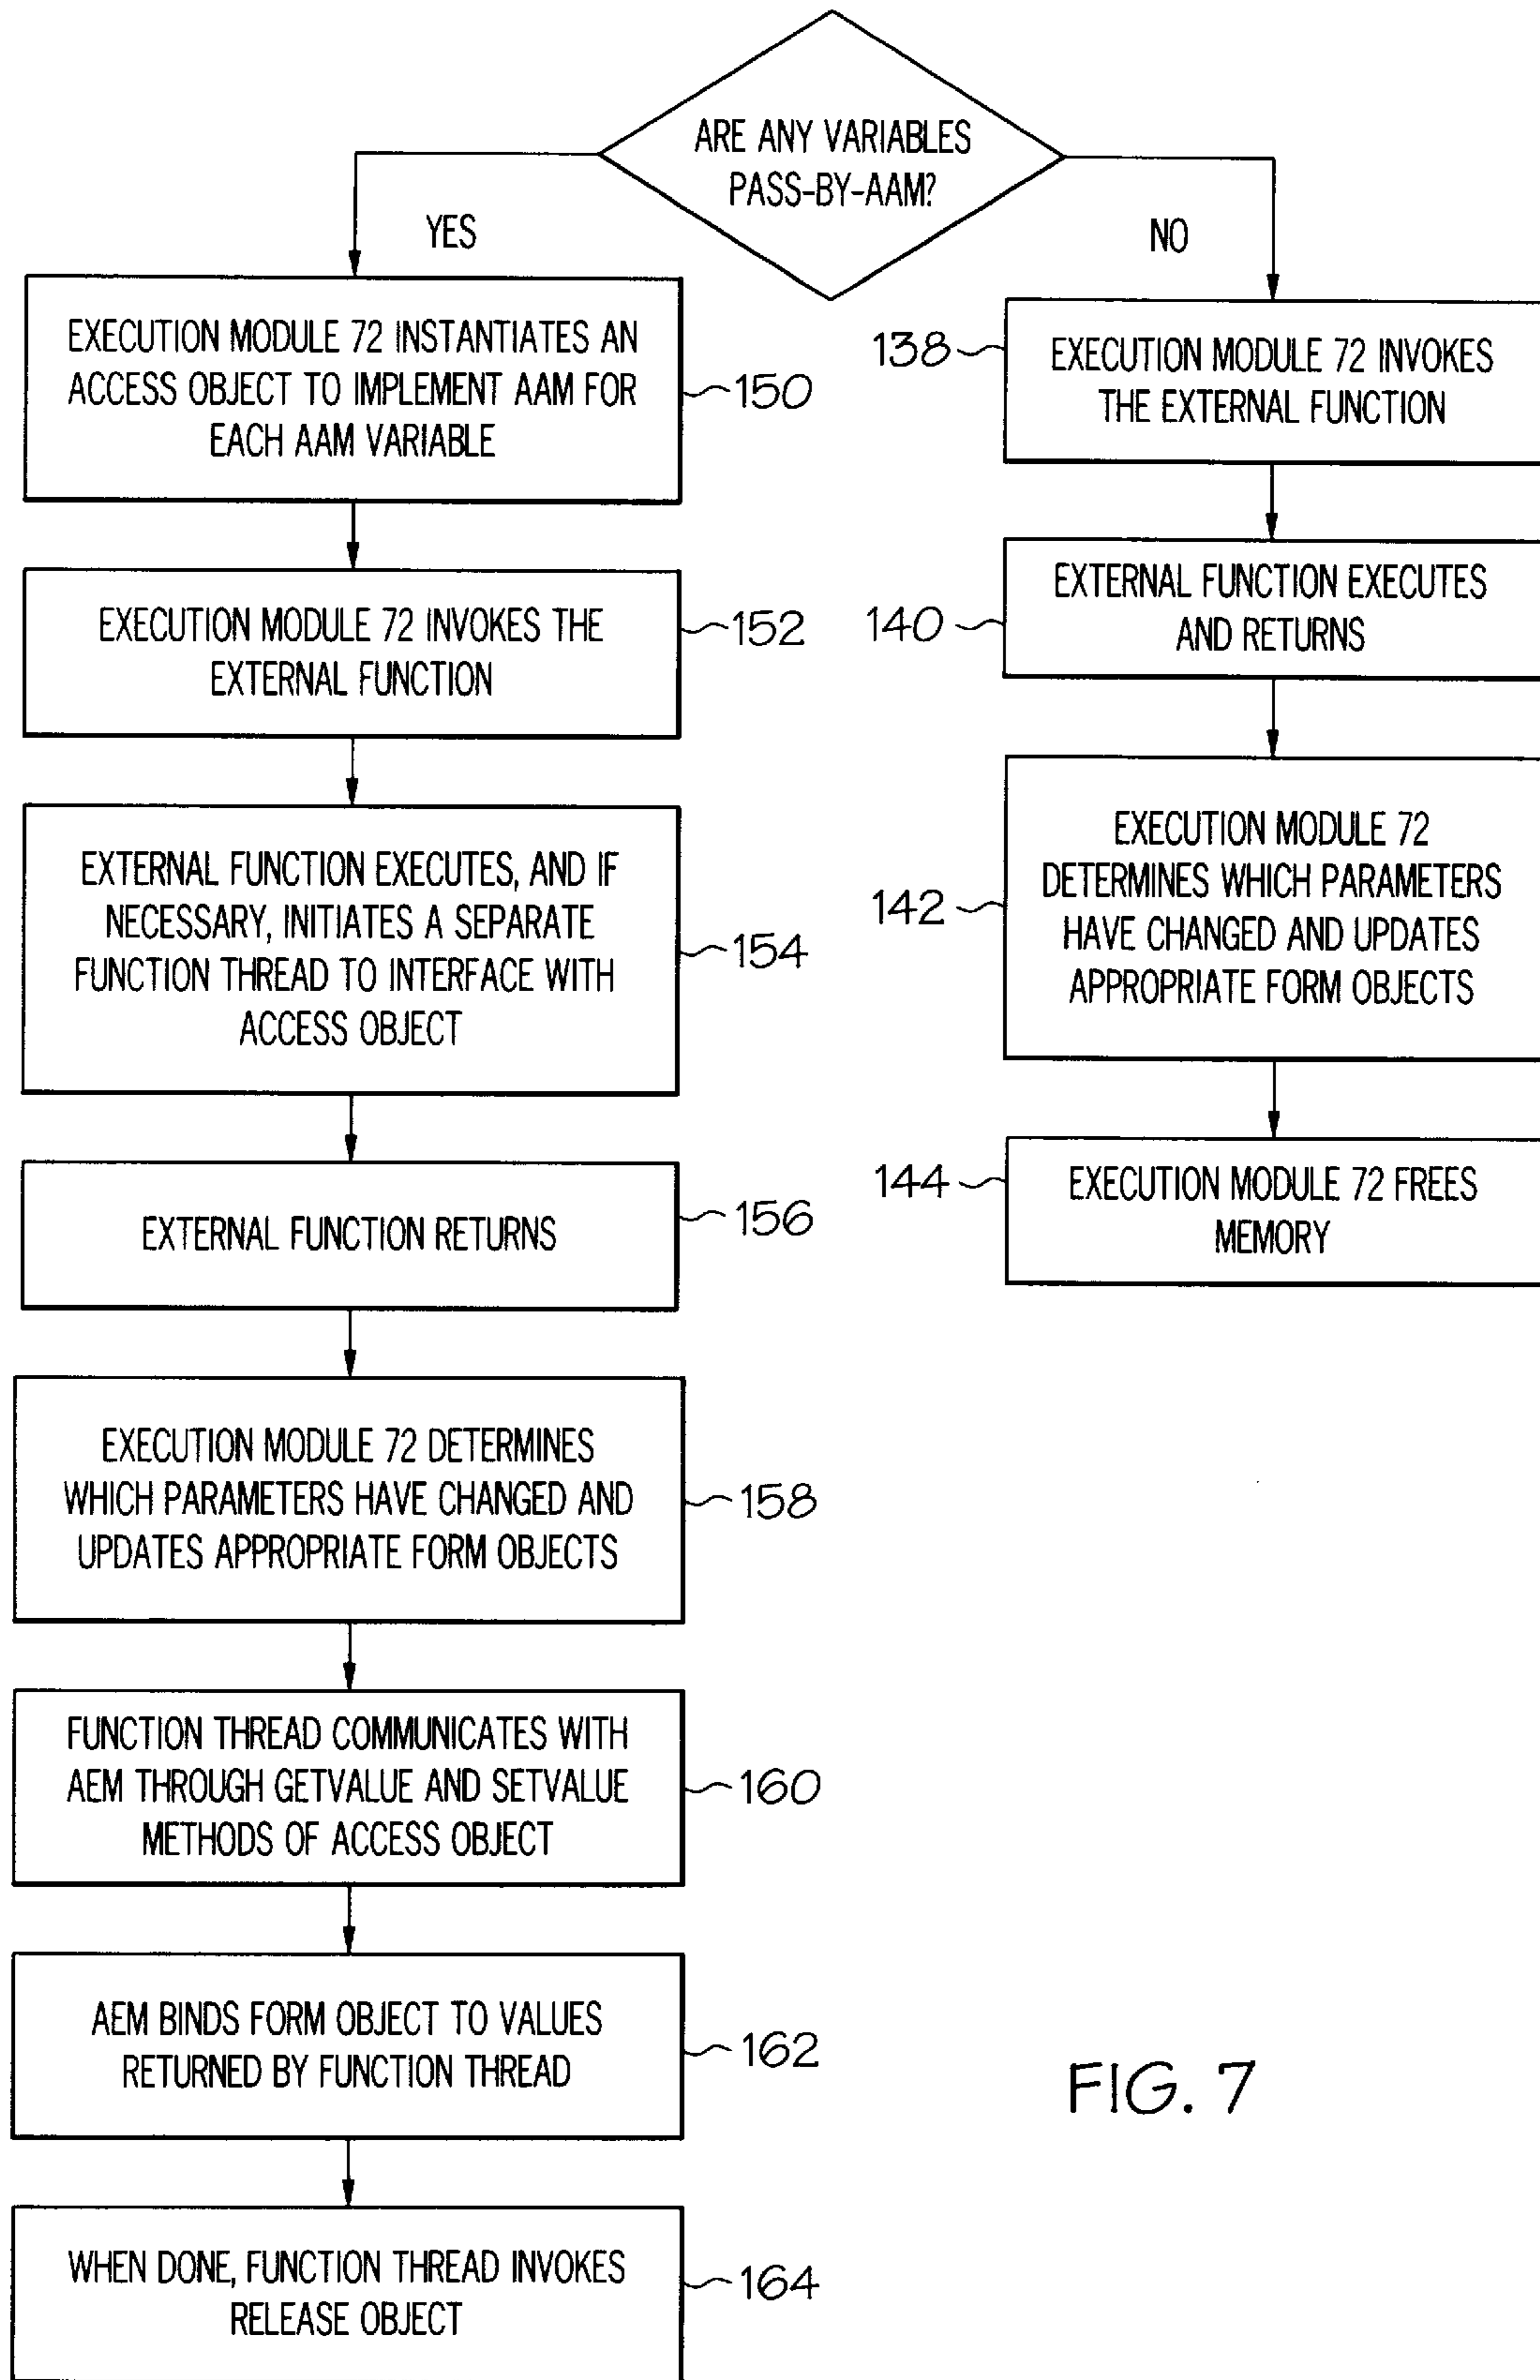 ARE ANY VARIABLES
PASS-BY-AAM?
YES
NO
EXECUTION MODULE 72 INSTANTIATES AN
ACCESS OBJECT TO IMPLEMENT AAM FOR
EACH AAM VARIABLE
150
EXECUTION MODULE 72 INVOKES THE
EXTERNAL FUNCTION
152
EXTERNAL FUNCTION EXECUTES, AND IF
NECESSARY, INITIATES A SEPARATE
FUNCTION THREAD TO INTERFACE WITH
ACCESS OBJECT
154
EXTERNAL FUNCTION RETURNS
156
EXECUTION MODULE 72 DETERMINES
WHICH PARAMETERS HAVE CHANGED AND
UPDATES APPROPRIATE FORM OBJECTS
158
FUNCTION THREAD COMMUNICATES WITH
AEM THROUGH GETVALUE AND SETVALUE
METHODS OF ACCESS OBJECT
160
AEM BINDS FORM OBJECT TO VALUES
RETURNED BY FUNCTION THREAD
162
WHEN DONE, FUNCTION THREAD INVOKES
RELEASE OBJECT
164
138
EXECUTION MODULE 72 INVOKES
THE EXTERNAL FUNCTION
140
EXTERNAL FUNCTION EXECUTES
AND RETURNS
142
EXECUTION MODULE 72
DETERMINES WHICH PARAMETERS
HAVE CHANGED AND UPDATES
APPROPRIATE FORM OBJECTS
144
EXECUTION MODULE 72 FREES
MEMORY
FIG. 7